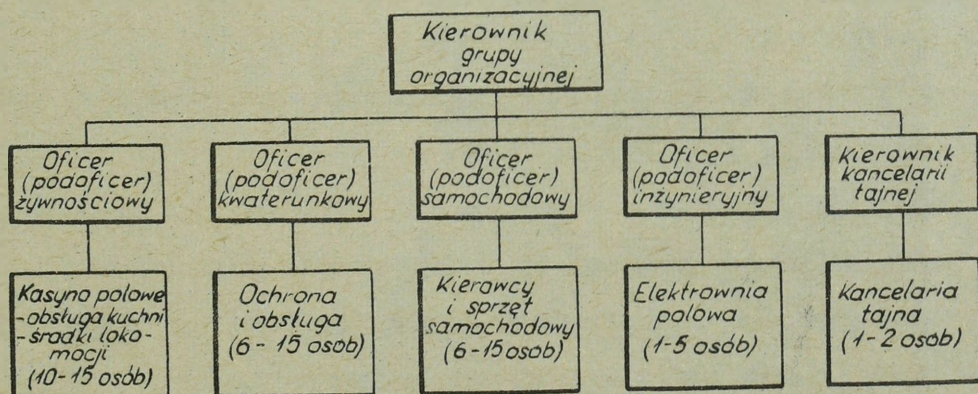 Kierownik
grupy
organizacyjnej
Oficer
(podoficer)
żywnościowy
Oficer
(podoficer)
kwaterunkowy
Oficer
(podoficer)
samochodowy
Oficer
(podoficer)
inżynieryjny
Kierownik
kancelarii
tajnej
Kasyno polowe
-obsługa kuchni
-środki loko-
mocji
(10-15 osób)
Ochrona
i obsługa
(6-15 osób)
Kierowcy
i sprzęt
samochodowy
(6-15 osób)
Elektrownia
polowa
(1-5 osób)
Kancelaria
tajna
(1-2 osób)